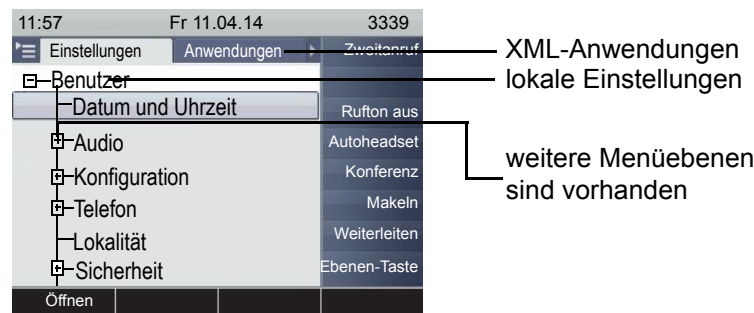 11:57 Fr 11.04.14 3339
Einstellungen Anwendungen Zweitanruf
XML-Anwendungen
Benutzer
lokale Einstellungen
Datum und Uhrzeit Rufton aus
Audio Autoheadset
weitere Menüebenen
sind vorhanden
Konfiguration Konferenz
Telefon Makeln
Lokalität Weiterleiten
Sicherheit Ebenen-Taste
Öffnen